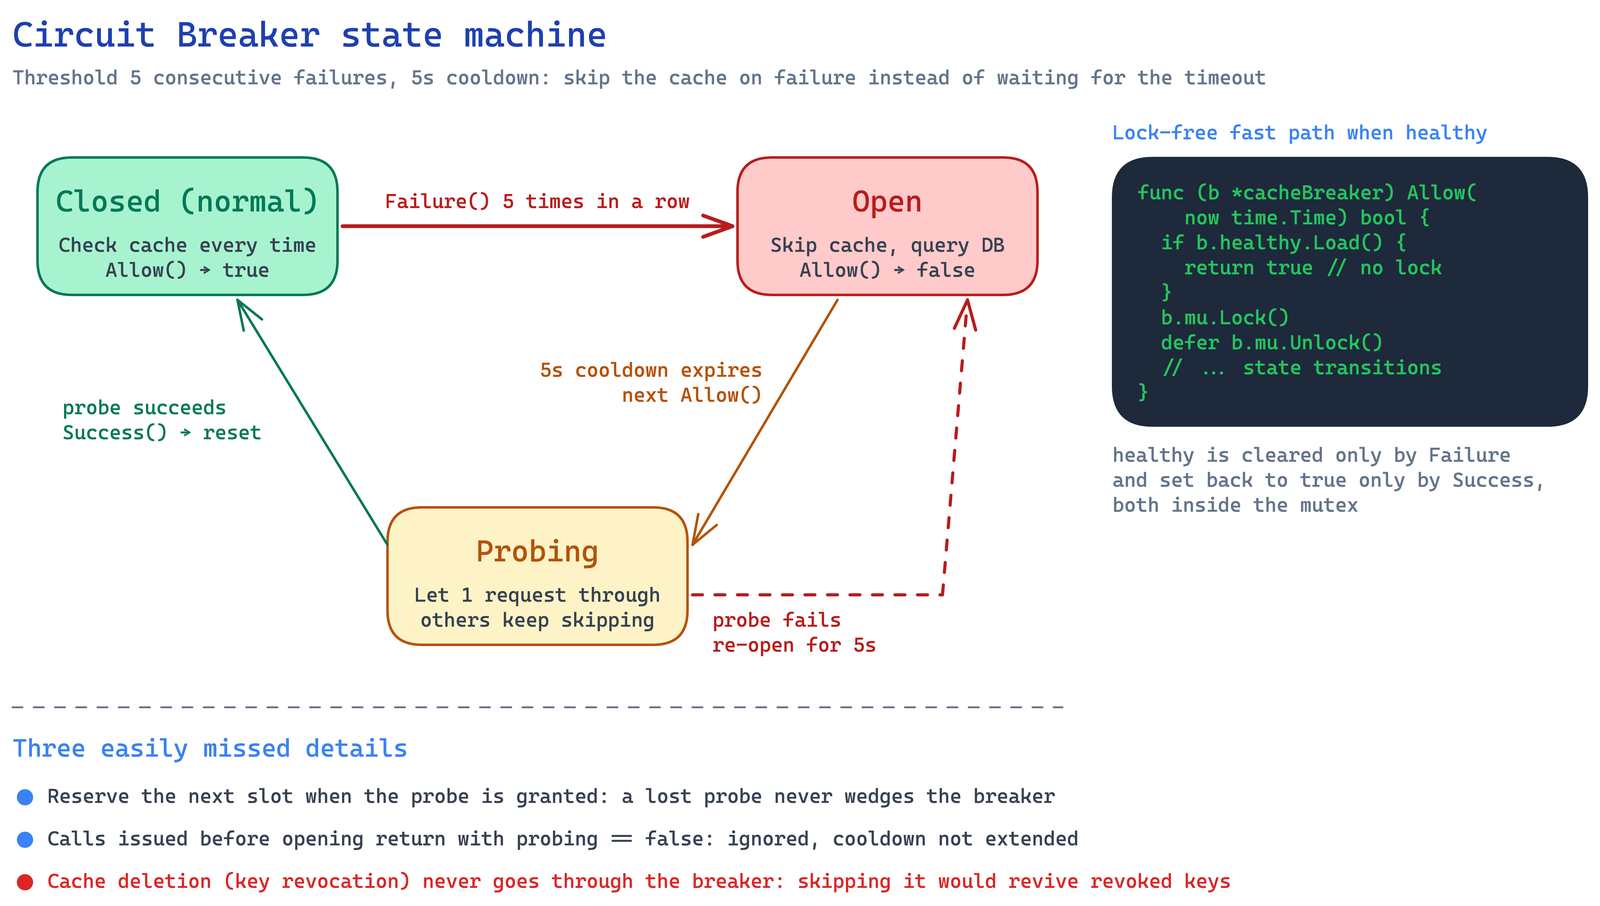 Circuit Breaker state machine
Threshold 5 consecutive failures, 5s cooldown: skip the cache on failure instead of waiting for the timeout
Closed (normal)
Check cache every time
Allow() → true
Failure() 5 times in a row
Open
Skip cache, query DB
Allow() → false
5s cooldown expires
next Allow()
probe succeeds
Success() → reset
Probing
Let 1 request through
others keep skipping
probe fails
re-open for 5s
Lock-free fast path when healthy
func (b *cacheBreaker) Allow(
    now time.Time) bool {
  if b.healthy.Load() {
    return true // no lock
  }
  b.mu.Lock()
  defer b.mu.Unlock()
  // ... state transitions
}
healthy is cleared only by Failure
and set back to true only by Success,
both inside the mutex
Three easily missed details
Reserve the next slot when the probe is granted: a lost probe never wedges the breaker
Calls issued before opening return with probing == false: ignored, cooldown not extended
Cache deletion (key revocation) never goes through the breaker: skipping it would revive revoked keys